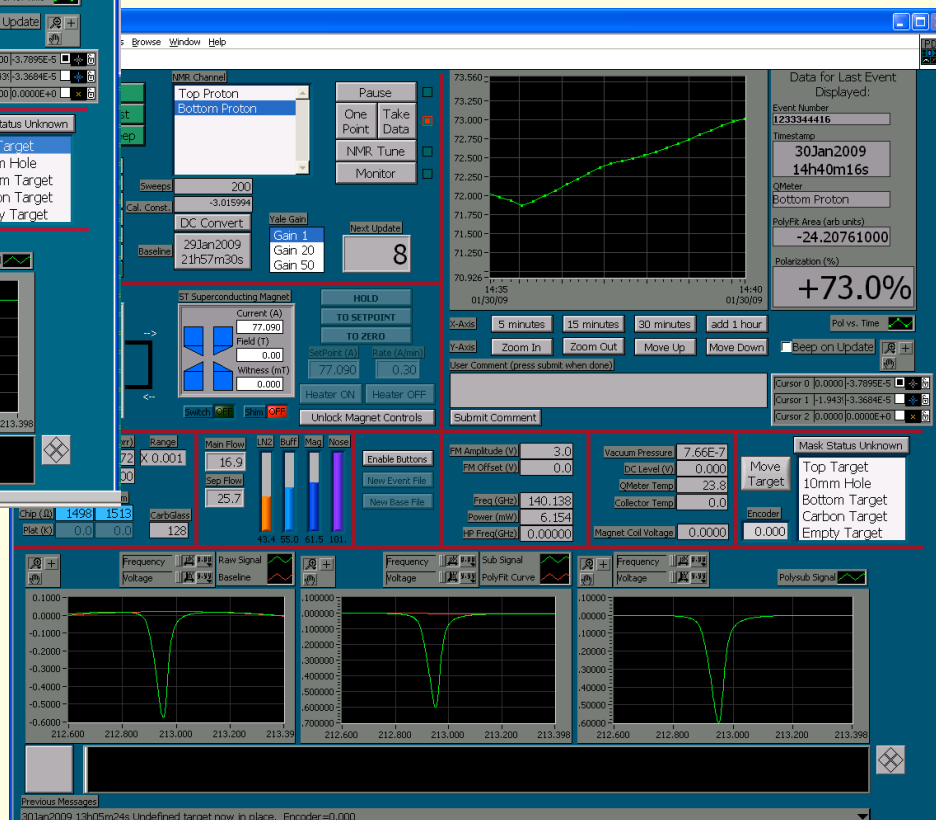 Update
-3.7895E-5
-3.3684E-5
0.0000E+0
tatus Unknown
arget
m Hole
m Target
on Target
y Target
213.398
Browse Window Help
NMR Channel
Top Proton
Bottom Proton
Sweeps 200
Cal. Const. -3.015994
DC Convert
Baseline 29Jan2009
21h57m30s
Yale Gain
Gain 1
Gain 20
Gain 50
Pause
One Point
Take Data
NMR Tune
Monitor
Next Update
8
73.560
73.250
73.000
72.750
72.500
72.250
72.000
71.750
71.500
71.250
70.926
14:35
01/30/09
14:40
01/30/09
Data for Last Event
Displayed:
Event Number
1233344416
Timestamp
30Jan2009
14h40m16s
QMeter
Bottom Proton
PolyFit Area (arb units)
-24.20761000
Polarization (%)
+73.0%
X-Axis 5 minutes 15 minutes 30 minutes add 1 hour
Y-Axis Zoom In Zoom Out Move Up Move Down
Pol vs. Time
Beep on Update
User Comment (press submit when done)
Submit Comment
Cursor 0 0.0000 -3.7895E-5
Cursor 1 -1.943 -3.3684E-5
Cursor 2 0.0000 0.0000E+0
ST Superconducting Magnet
Current (A)
77.090
Field (T)
0.00
Witness (mT)
0.000
Switch OFF Shim OFF
HOLD
TO SETPOINT
TO ZERO
SetPoint (A) Rate (A/min)
77.090 0.30
Heater ON Heater OFF
Unlock Magnet Controls
--&gt;
&lt;--
Range
X 0.001
Chip (Ω) 1498 1513
Plat (K) 0.0 0.0
CarbGlass
128
Main Flow
16.9
Sep Flow
25.7
LN2 Buff Mag Nose
43.4 55.0 61.5 101.
Enable Buttons
New Event File
New Base File
FM Amplitude (V) 3.0
FM Offset (V) 0.0
Freq (GHz) 140.138
Power (mW) 6.154
HP Freq(GHz) 0.00000
Vacuum Pressure 7.66E-7
DC Level (V) 0.000
QMeter Temp 23.8
Collector Temp 0.0
Magnet Coil Voltage 0.0000
Move Target
Encoder
0.000
Mask Status Unknown
Top Target
10mm Hole
Bottom Target
Carbon Target
Empty Target
Frequency
Voltage
Raw Signal
Baseline
0.1000
0.0000
-0.1000
-0.2000
-0.3000
-0.4000
-0.6000
212.600 212.800 213.000 213.200 213.39
Frequency
Voltage
Sub Signal
PolyFit Curve
.100000
.000000
.100000
.200000
.300000
.400000
.500000
.700000
212.600 212.800 213.000 213.200 213.398
Frequency
Voltage
Polysub Signal
.10000
.00000
.10000
.20000
.30000
.40000
.60000
212.600 212.800 213.000 213.200 213.398
Previous Messages
30Jan2009 13h05m24s Undefined target now in place. Encoder=0.000